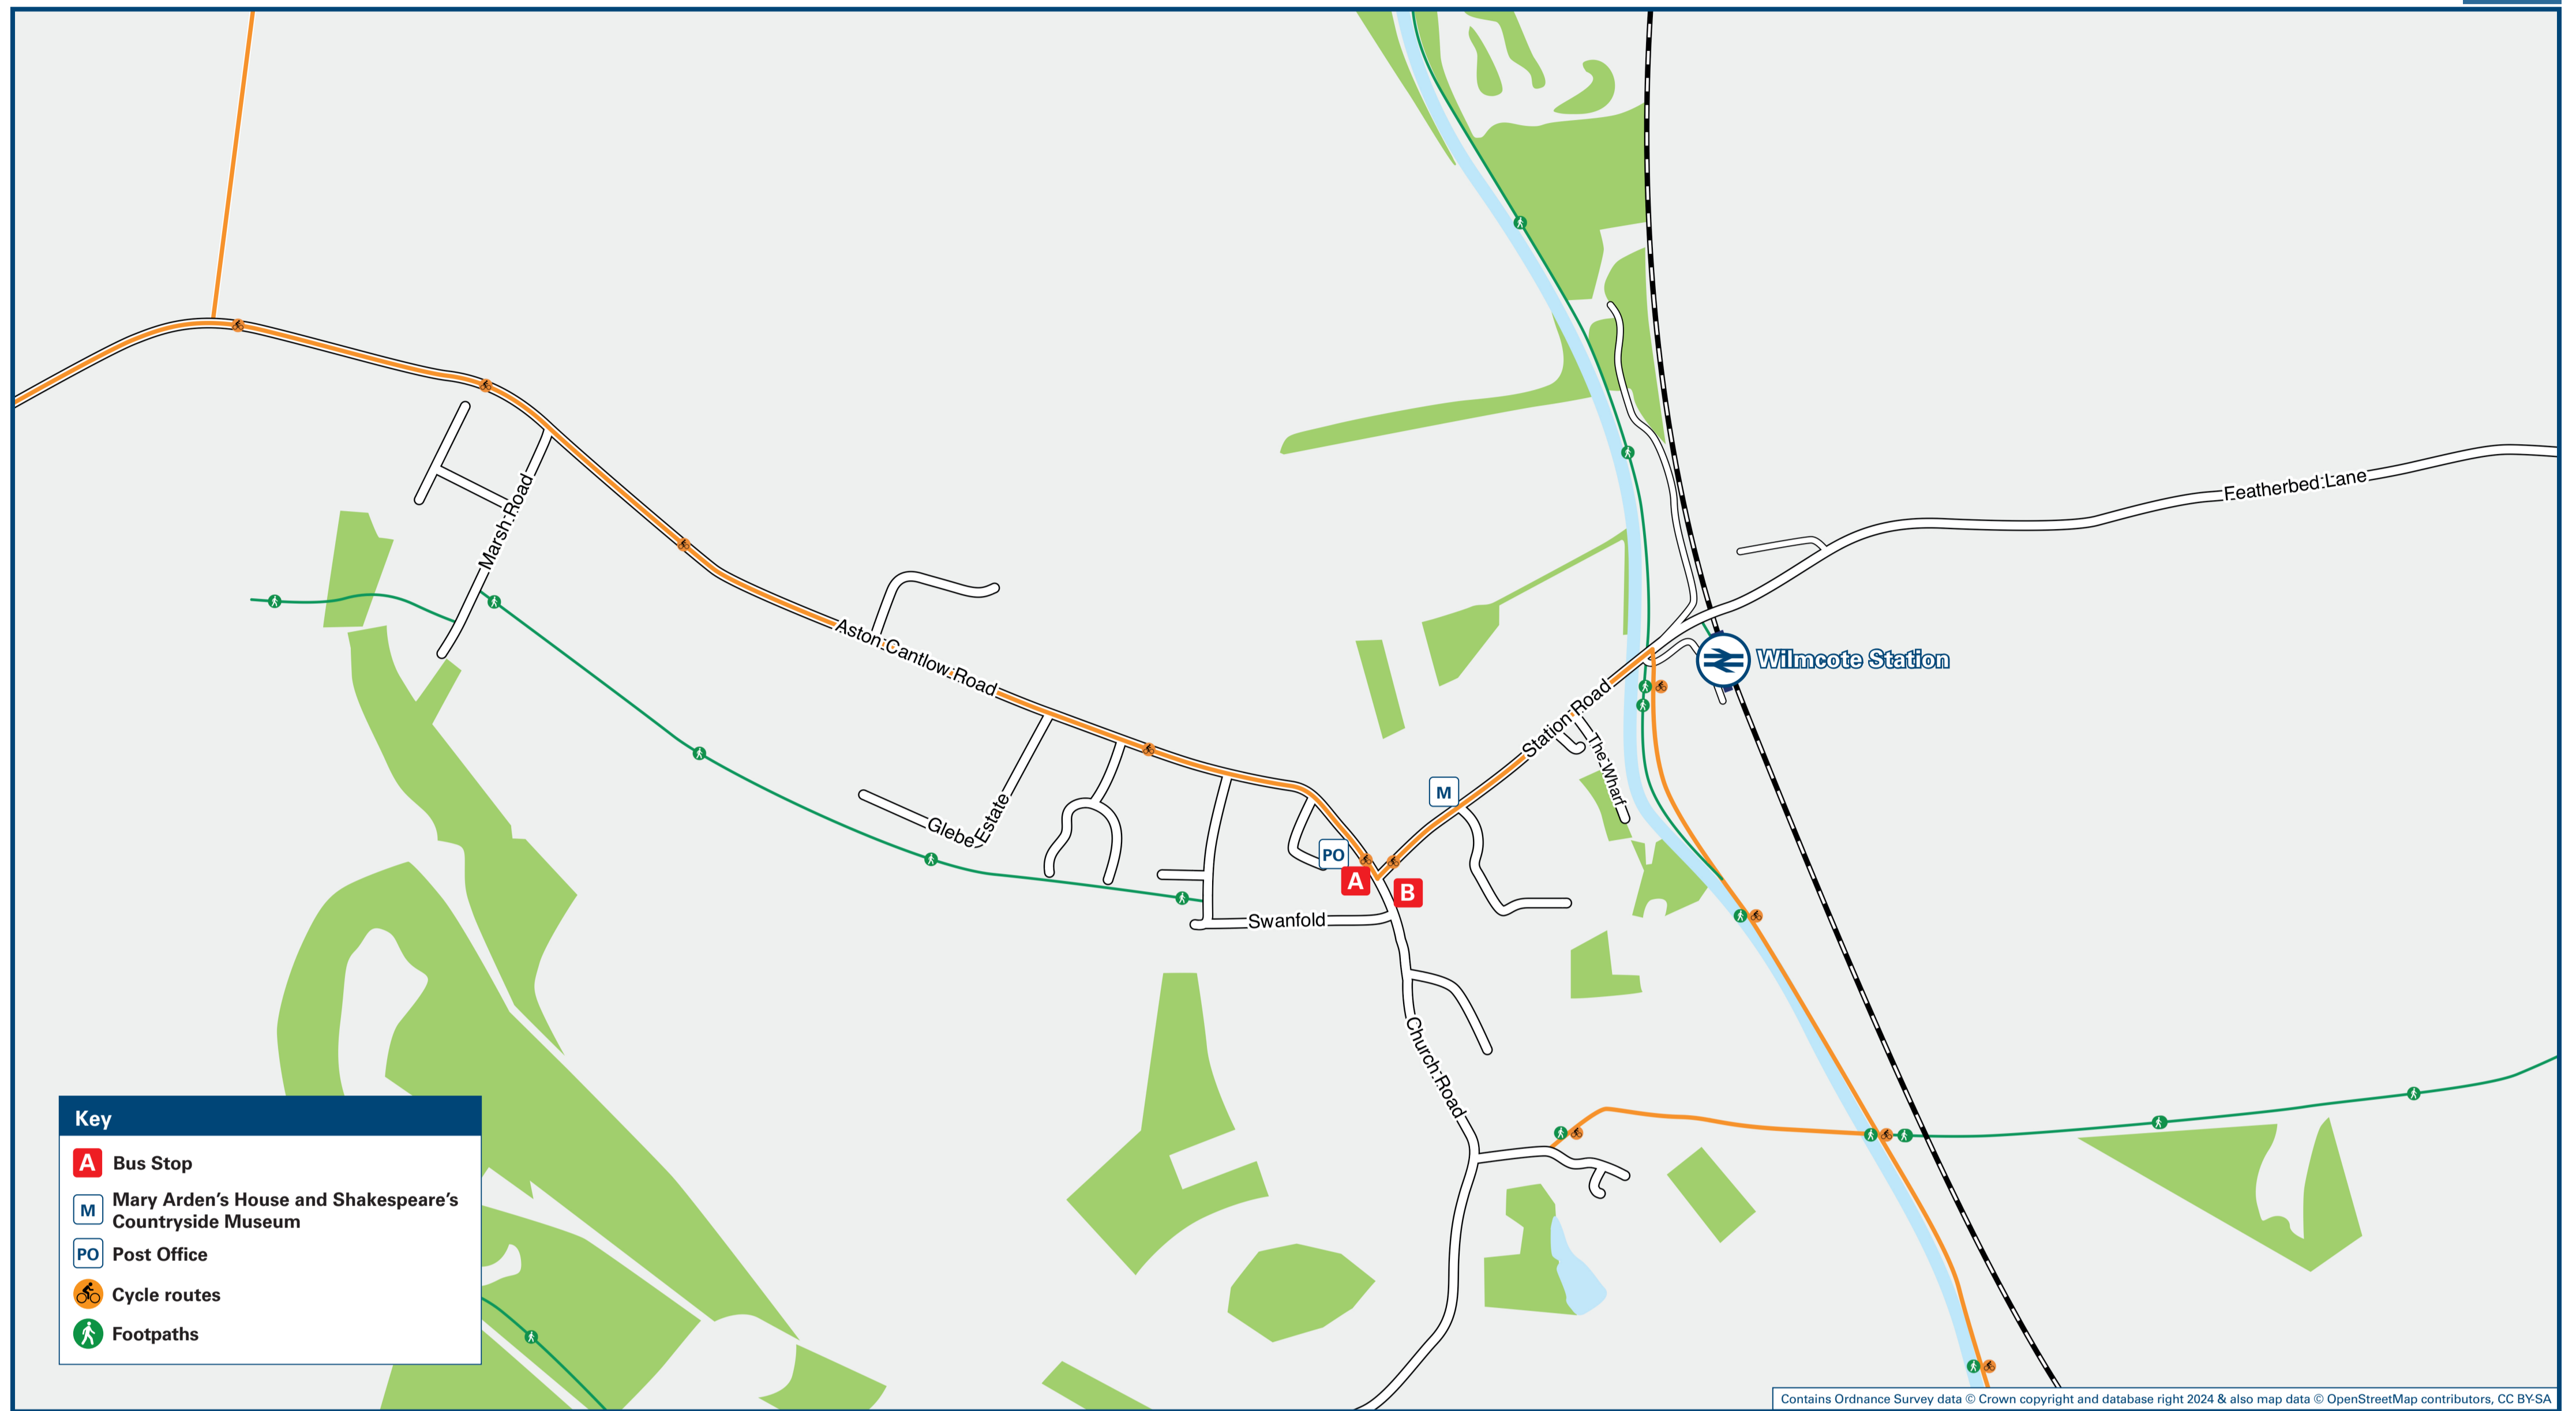 Featherbed Lane
Marsh Road
Aston Cantlow Road
Wilmcote Station
Station Road
The Wharf
M
Glebe Estate
PO
A
B
Swanfold
Church Road
Key
A Bus Stop
M Mary Arden’s House and Shakespeare’s
Countryside Museum
PO Post Office
Cycle routes
Footpaths
Contains Ordnance Survey data © Crown copyright and database right 2024 & also map data © OpenStreetMap contributors, CC BY-SA